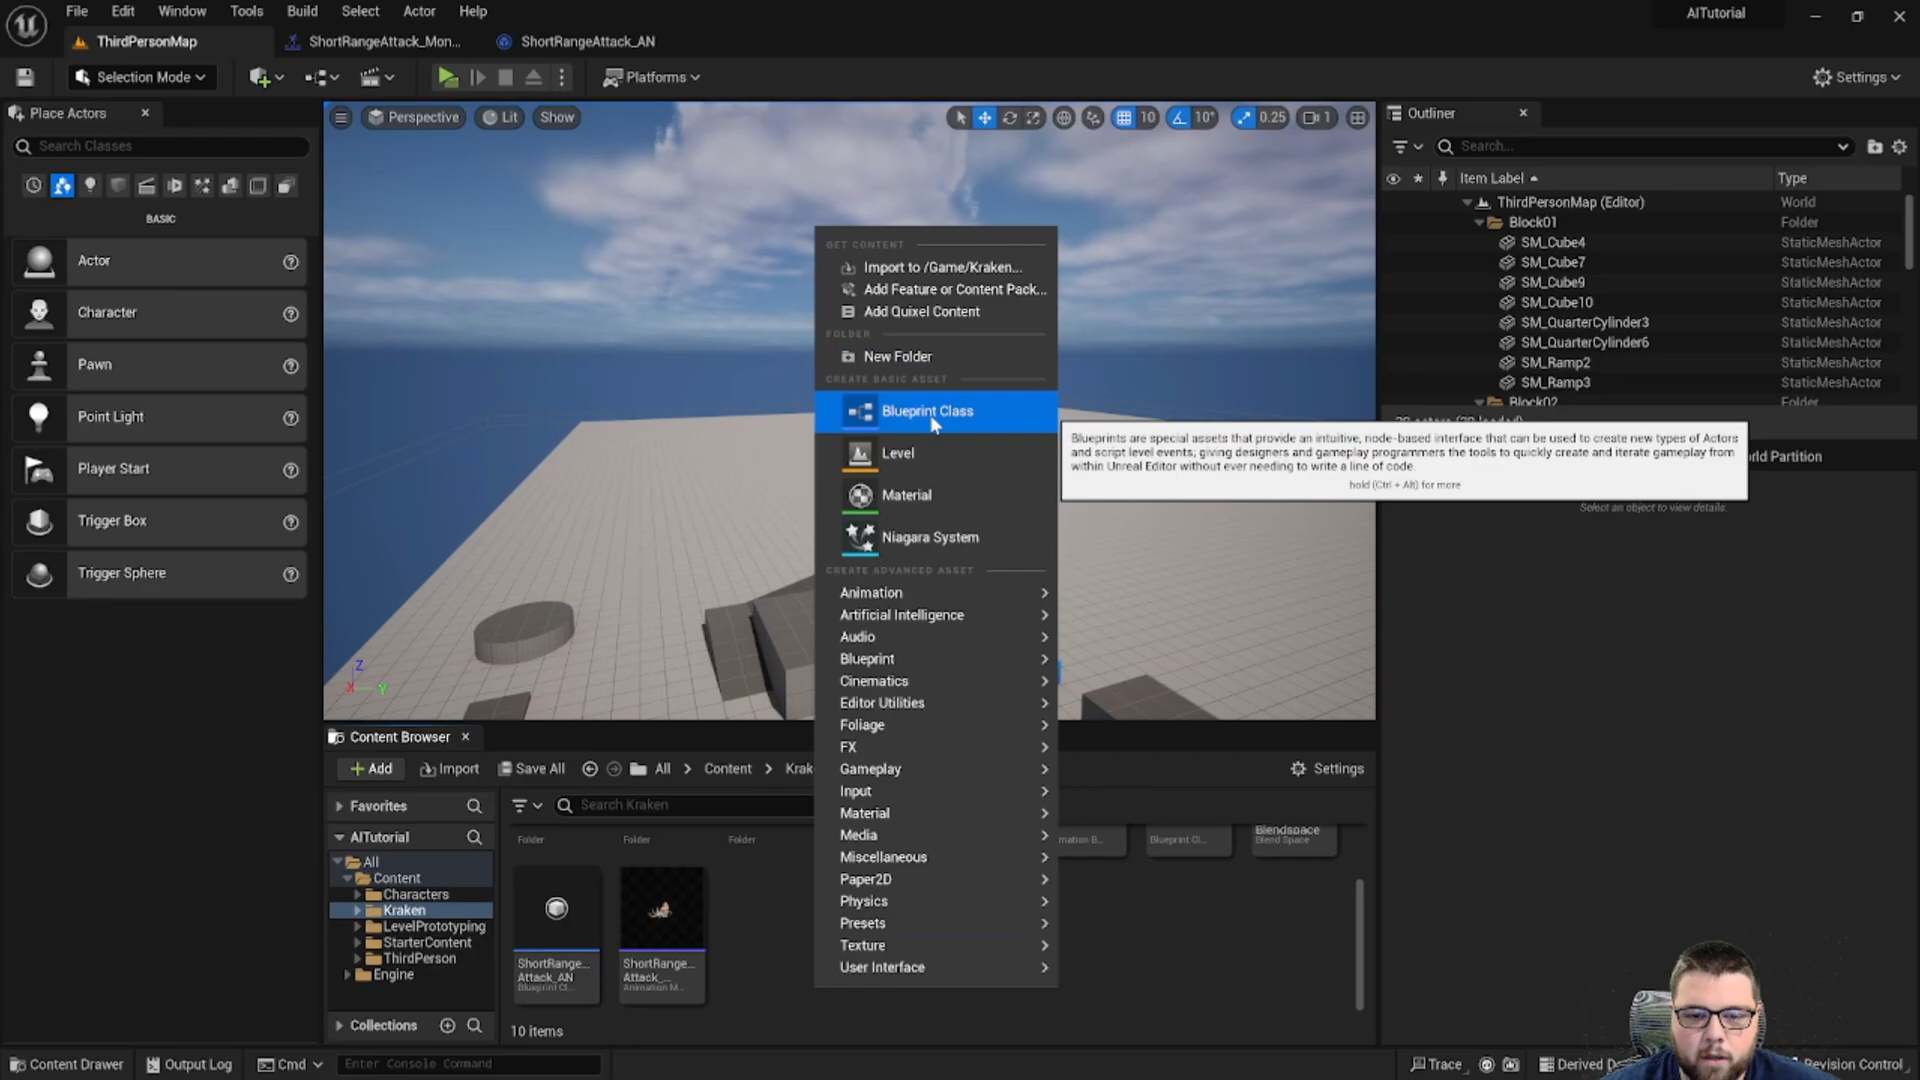 File Edit Window Tools Build Select Actor Help
AITutorial
ThirdPersonMap
ShortRangeAttack_Mon...
ShortRangeAttack_AN
Selection Mode
Platforms
Settings
Place Actors
Search Classes
BASIC
Actor
Character
Pawn
Point Light
Player Start
Trigger Box
Trigger Sphere
Perspective
Lit
Show
10
10°
0.25
1
GET CONTENT
Import to /Game/Kraken...
Add Feature or Content Pack...
Add Quixel Content
FOLDER
New Folder
CREATE BASIC ASSET
Blueprint Class
Level
Material
Niagara System
CREATE ADVANCED ASSET
Animation
Artificial Intelligence
Audio
Blueprint
Cinematics
Editor Utilities
Foliage
FX
Gameplay
Input
Material
Media
Miscellaneous
Paper2D
Physics
Presets
Texture
User Interface
Blueprints are special assets that provide an intuitive, node-based interface that can be used to create new types of Actors
and script level events; giving designers and gameplay programmers the tools to quickly create and iterate gameplay from
within Unreal Editor without ever needing to write a line of code.
hold (Ctrl + Alt) for more
Outliner
Search...
Item Label Type
ThirdPersonMap (Editor) World
Block01 Folder
SM_Cube4 StaticMeshActor
SM_Cube7 StaticMeshActor
SM_Cube9 StaticMeshActor
SM_Cube10 StaticMeshActor
SM_QuarterCylinder3 StaticMeshActor
SM_QuarterCylinder6 StaticMeshActor
SM_Ramp2 StaticMeshActor
SM_Ramp3 StaticMeshActor
Block02 Folder
Partition
Select an object to view details.
Z
X
Y
Content Browser
Add
Import
Save All
All > Content > Krak
Settings
Favorites
AITutorial
All
Content
Characters
Kraken
LevelPrototyping
StarterContent
ThirdPerson
Engine
Collections
Search Kraken
Folder Folder Folder
Blueprint Cl...
Blendspace
Blend Space
ShortRange...
Attack_AN
Blueprint Cl...
ShortRange...
Attack_...
Animation M...
10 items
Content Drawer
Output Log
Cmd
Enter Console Command
Trace
Derived D
Revision Control